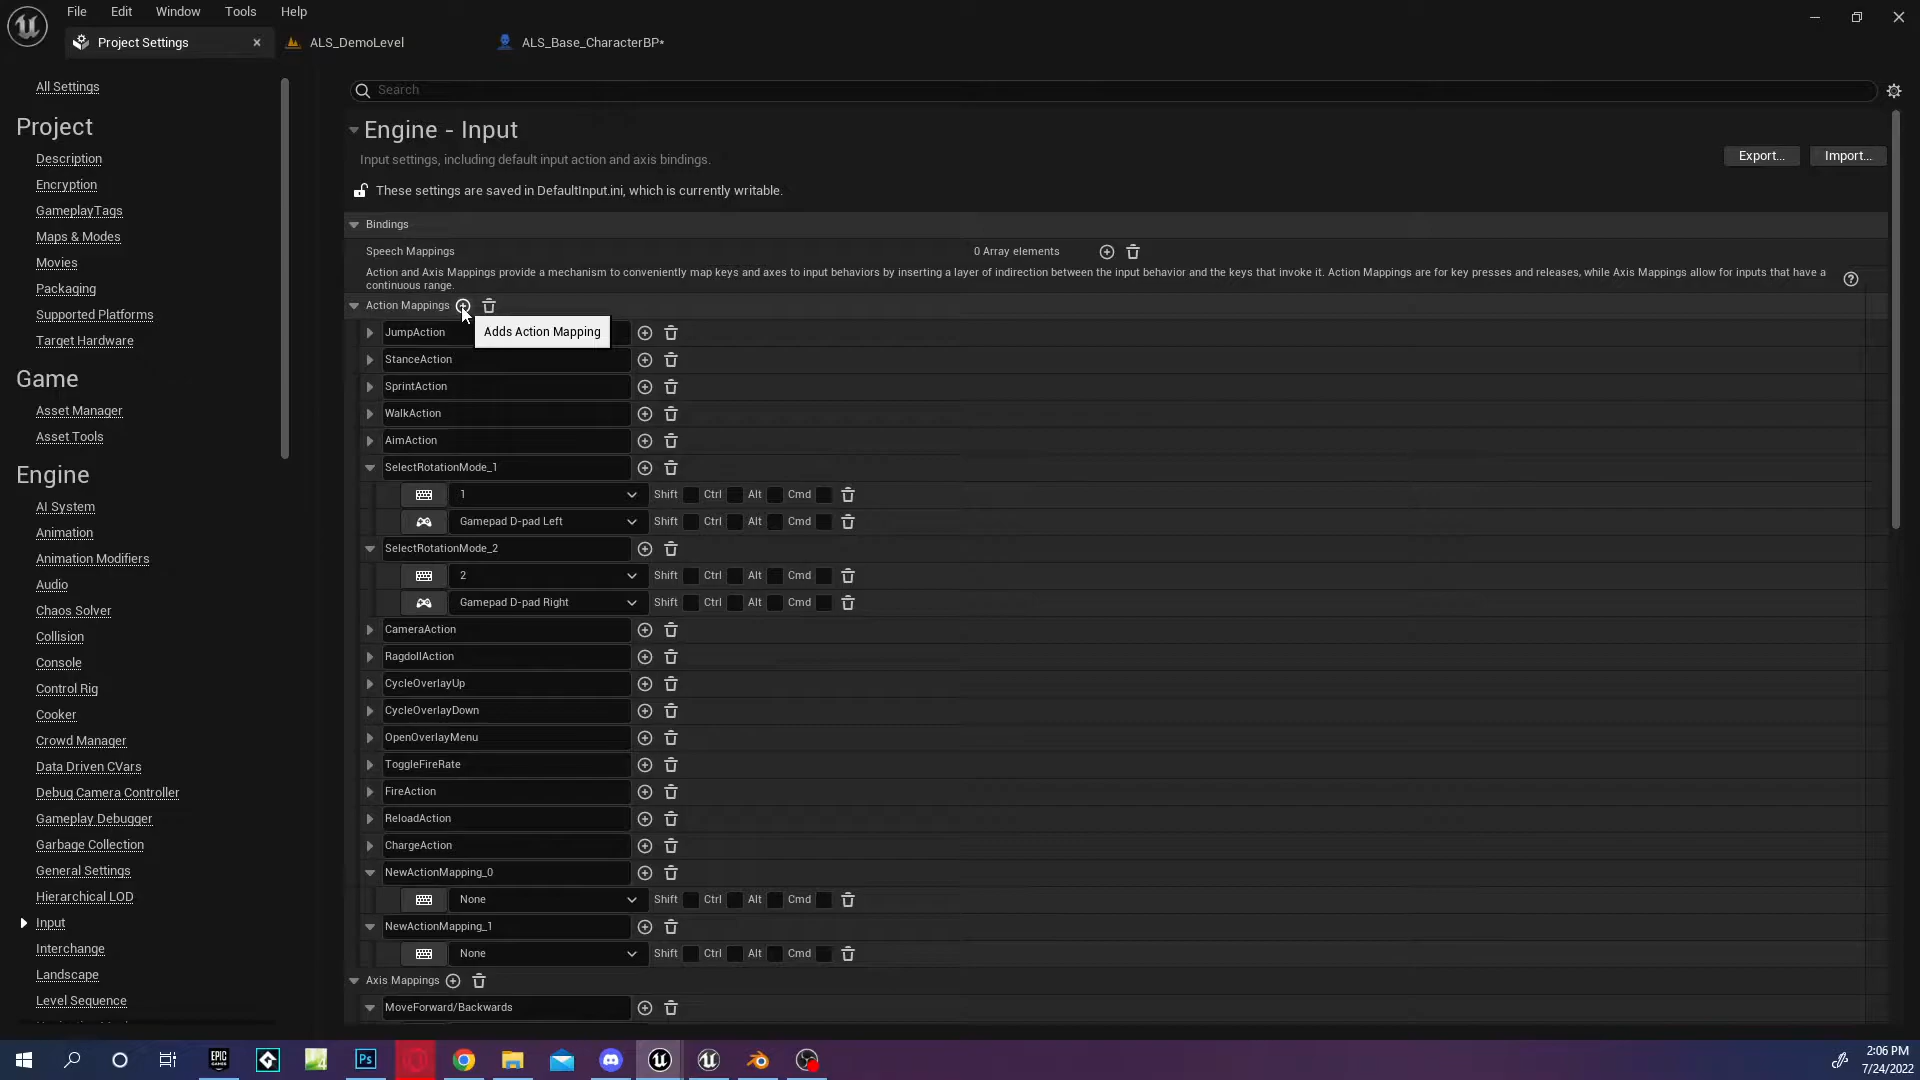 File Edit Window Tools Help
Project Settings ALS_DemoLevel ALS_Base_CharacterBP*
All Settings
Project
Description
Encryption
GameplayTags
Maps & Modes
Movies
Packaging
Supported Platforms
Target Hardware
Game
Asset Manager
Asset Tools
Engine
AI System
Animation
Animation Modifiers
Audio
Chaos Solver
Collision
Console
Control Rig
Cooker
Crowd Manager
Data Driven CVars
Debug Camera Controller
Gameplay Debugger
Garbage Collection
General Settings
Hierarchical LOD
Input
Interchange
Landscape
Level Sequence
Search
Engine - Input
Input settings, including default input action and axis bindings.
Export... Import...
These settings are saved in DefaultInput.ini, which is currently writable.
Bindings
Speech Mappings 0 Array elements
Action and Axis Mappings provide a mechanism to conveniently map keys and axes to input behaviors by inserting a layer of indirection between the input behavior and the keys that invoke it. Action Mappings are for key presses and releases, while Axis Mappings allow for inputs that have a
continuous range.
Action Mappings
Adds Action Mapping
JumpAction
StanceAction
SprintAction
WalkAction
AimAction
SelectRotationMode_1
1 Shift Ctrl Alt Cmd
Gamepad D-pad Left Shift Ctrl Alt Cmd
SelectRotationMode_2
2 Shift Ctrl Alt Cmd
Gamepad D-pad Right Shift Ctrl Alt Cmd
CameraAction
RagdollAction
CycleOverlayUp
CycleOverlayDown
OpenOverlayMenu
ToggleFireRate
FireAction
ReloadAction
ChargeAction
NewActionMapping_0
None Shift Ctrl Alt Cmd
NewActionMapping_1
None Shift Ctrl Alt Cmd
Axis Mappings
MoveForward/Backwards
EPIC GAMES
Ps
2:06 PM
7/24/2022